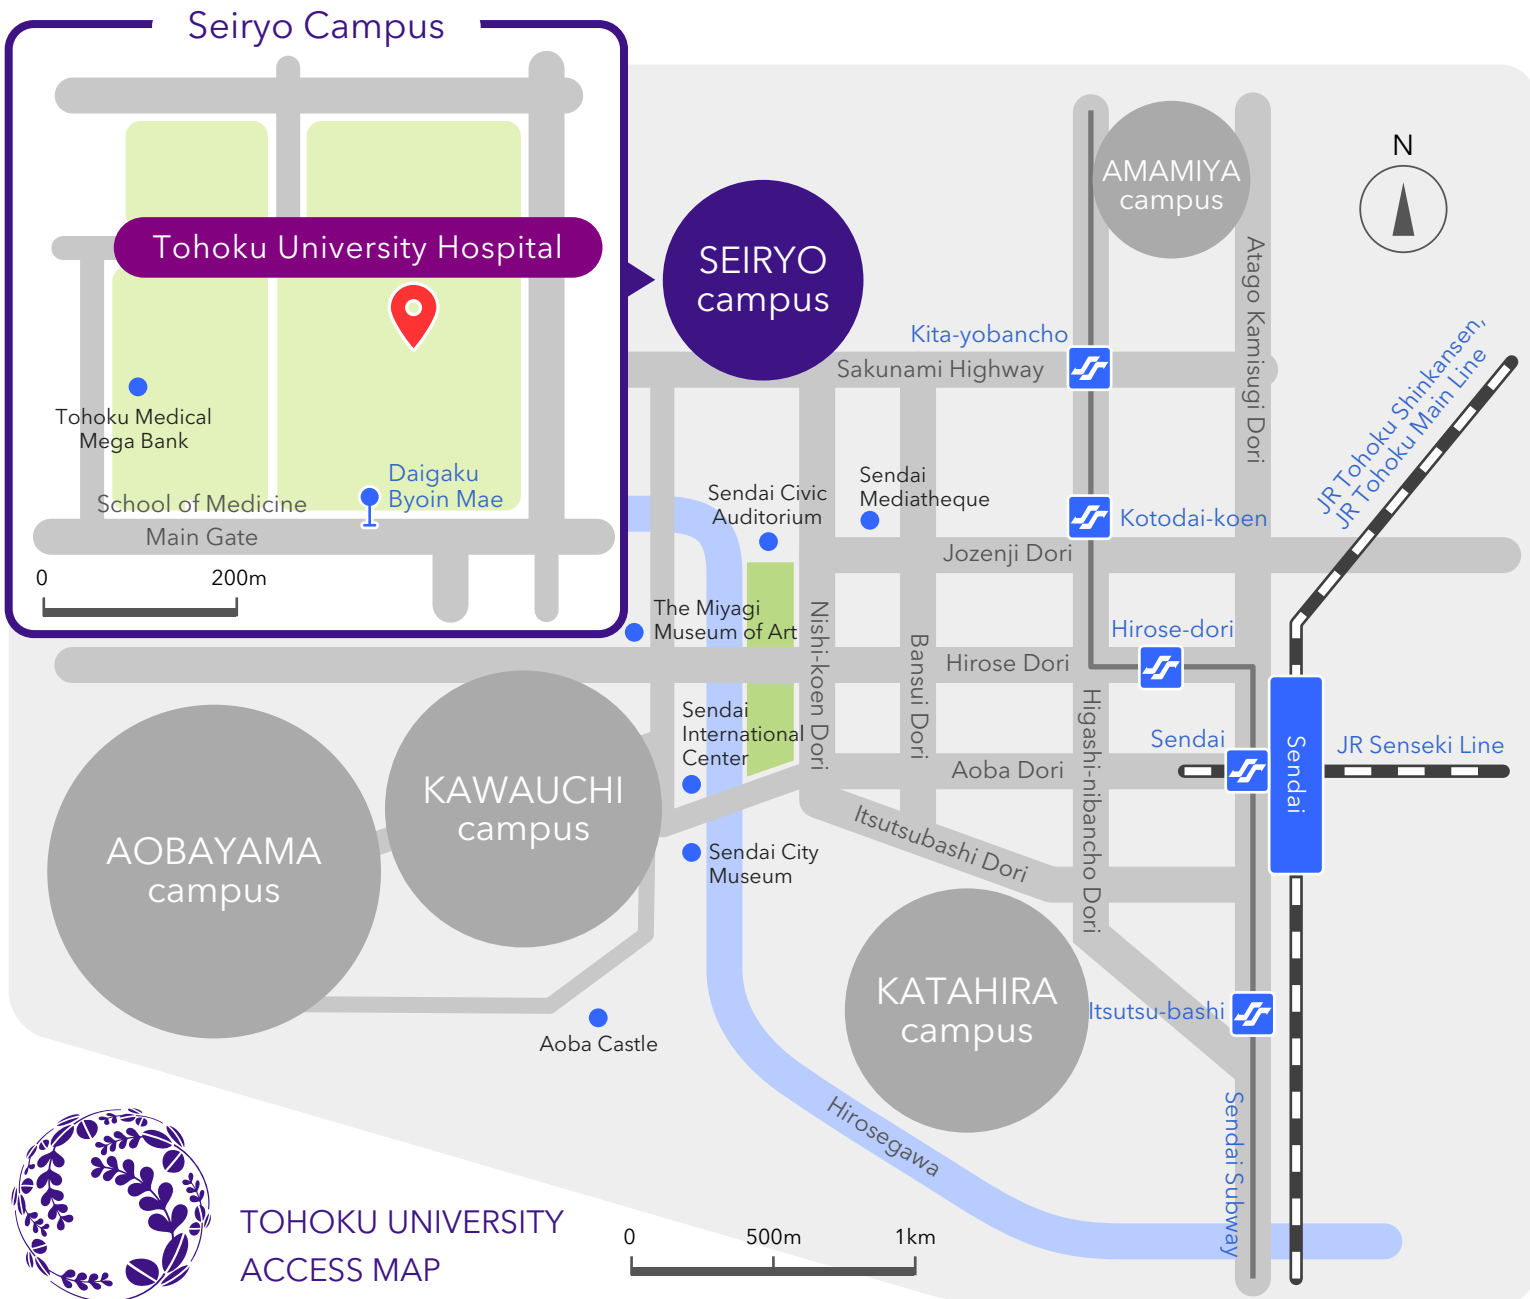 Seiryo Campus
Tohoku University Hospital
Tohoku Medical
Mega Bank
Daigaku
Byoin Mae
School of Medicine
Main Gate
0
200m
SEIRYO
campus
AMAMIYA
campus
N
Kita-yobancho
Sakunami Highway
Atago Kamisugi Dori
JR Tohoku Shinkansen,
JR Tohoku Main Line
Sendai Civic
Auditorium
Sendai
Mediatheque
Kotodai-koen
Jozenji Dori
The Miyagi
Museum of Art
Nishi-koen Dori
Bansui Dori
Hirose-dori
Hirose Dori
Higashi-nibancho Dori
Sendai
International
Center
Sendai
Aoba Dori
Sendai
JR Senseki Line
KAWAUCHI
campus
AOBAYAMA
campus
Itsutsubashi Dori
Sendai City
Museum
KATAHIRA
campus
Itsutsu-bashi
Aoba Castle
Hirosegawa
Sendai Subway
TOHOKU UNIVERSITY
ACCESS MAP
0
500m
1km